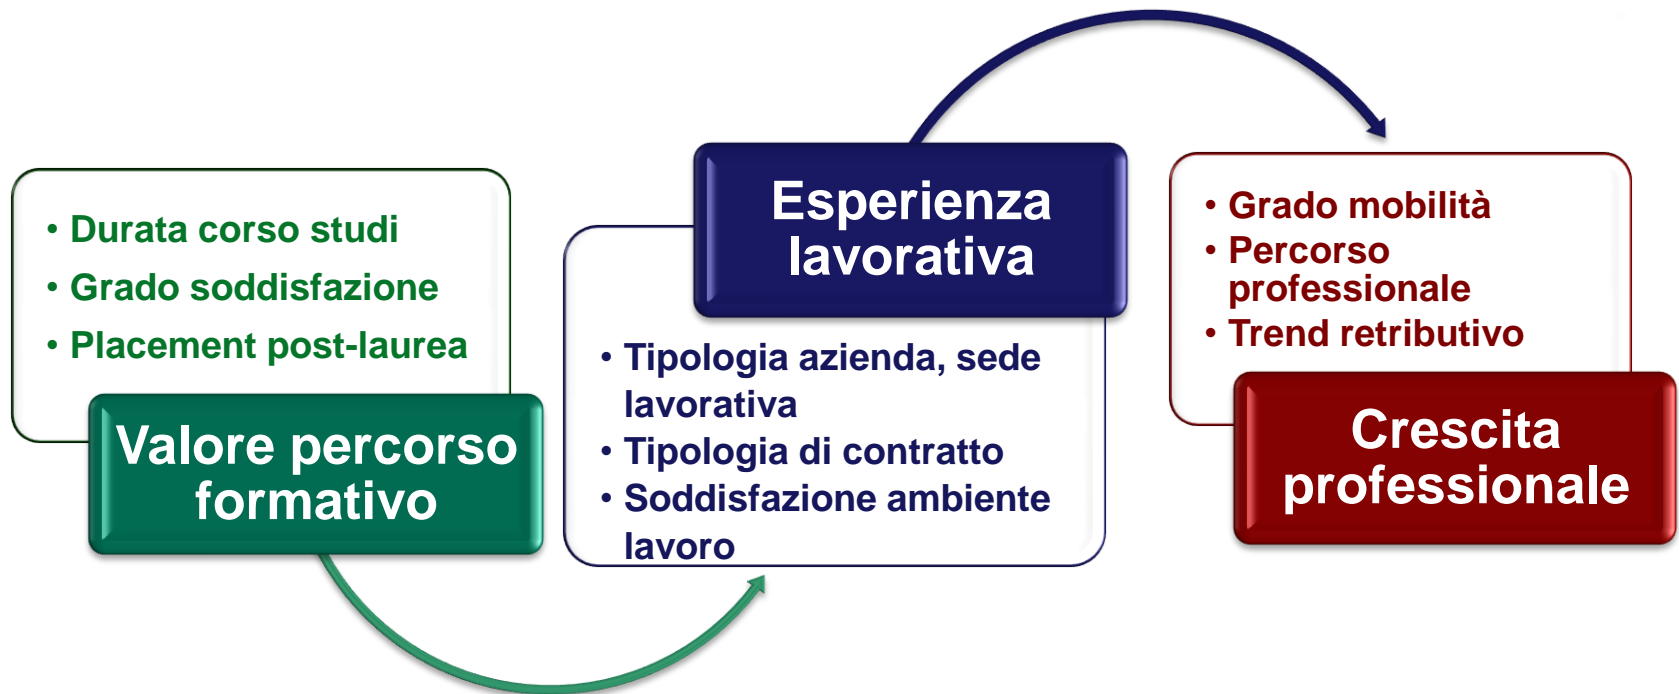 • Durata corso studi
• Grado soddisfazione
• Placement post-laurea
Valore percorso
formativo
Esperienza
lavorativa
• Tipologia azienda, sede
lavorativa
• Tipologia di contratto
• Soddisfazione ambiente
lavoro
• Grado mobilità
• Percorso
professionale
• Trend retributivo
Crescita
professionale